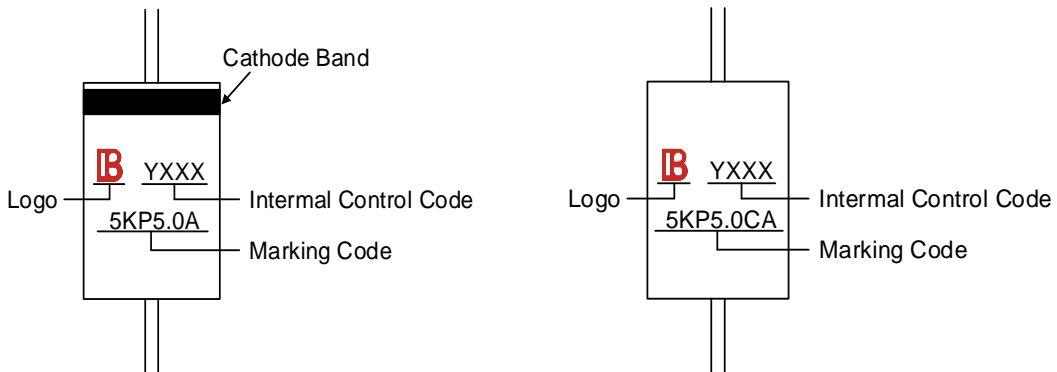 Cathode Band
B YXXX
Logo
Intermal Control Code
5KP5.0A
Marking Code
B YXXX
Logo
Intermal Control Code
5KP5.0CA
Marking Code